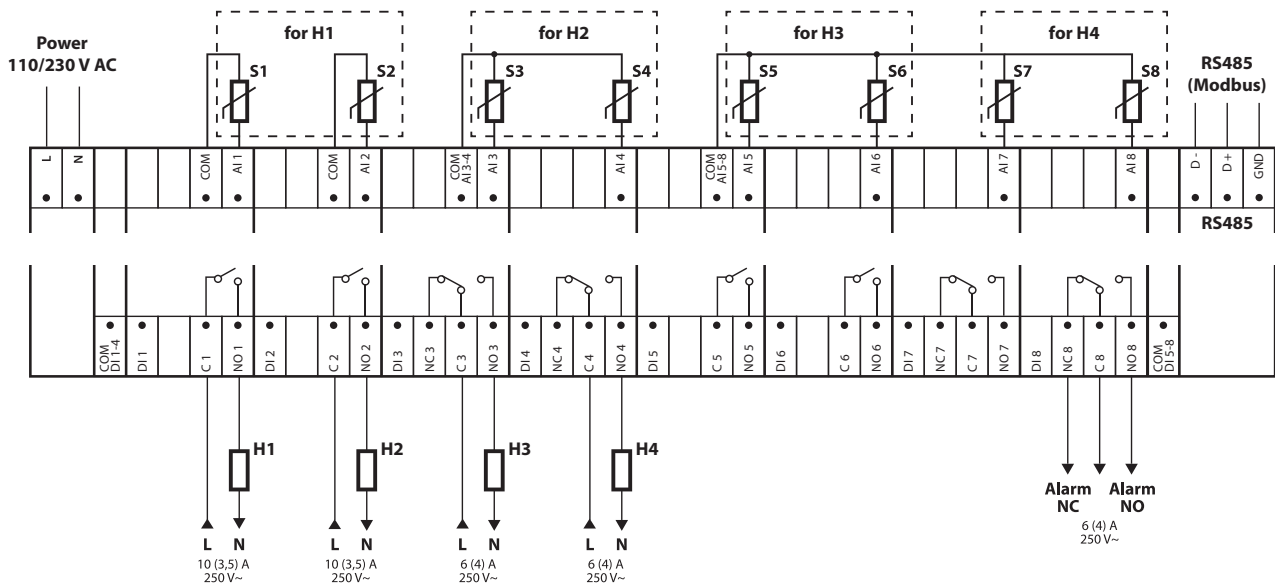 Power
110/230 V AC
for H1
for H2
for H3
for H4
S1
S2
S3
S4
S5
S6
S7
S8
RS485
(Modbus)
L
N
COM
AI 1
COM
AI 2
COM
AI 3-4
AI 3
AI 4
COM
AI 5-8
AI 5
AI 6
AI 7
AI 8
D -
D +
GND
RS485
COM
DI 1-4
DI 1
C 1
NO 1
DI 2
C 2
NO 2
DI 3
NC 3
C 3
NO 3
DI 4
NC 4
C 4
NO 4
DI 5
C 5
NO 5
DI 6
C 6
NO 6
DI 7
NC 7
C 7
NO 7
DI 8
NC 8
C 8
NO 8
COM
DI 5-8
H1
H2
H3
H4
L N
10 (3,5) A
250 V~
L N
10 (3,5) A
250 V~
L N
6 (4) A
250 V~
L N
6 (4) A
250 V~
Alarm
NC
Alarm
NO
6 (4) A
250 V~